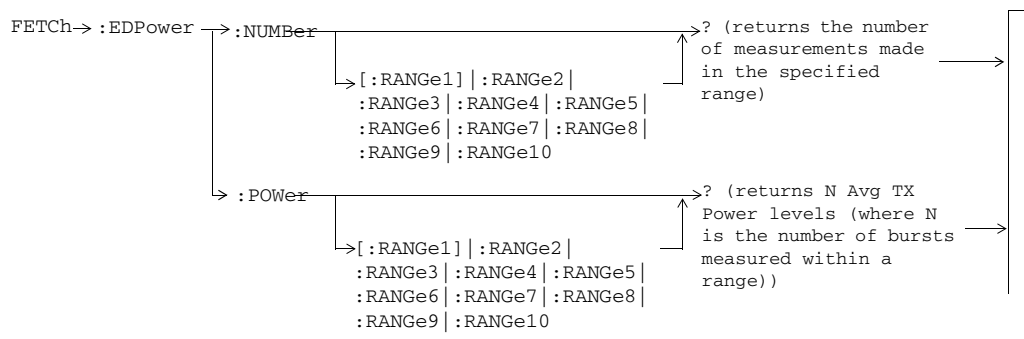 FETCh :EDPower :NUMBer
? (returns the number
of measurements made
in the specified
range)
[:RANGe1]|:RANGe2|
:RANGe3|:RANGe4|:RANGe5|
:RANGe6|:RANGe7|:RANGe8|
:RANGe9|:RANGe10
:POWer
? (returns N Avg TX
Power levels (where N
is the number of bursts
measured within a
range))
[:RANGe1]|:RANGe2|
:RANGe3|:RANGe4|:RANGe5|
:RANGe6|:RANGe7|:RANGe8|
:RANGe9|:RANGe10